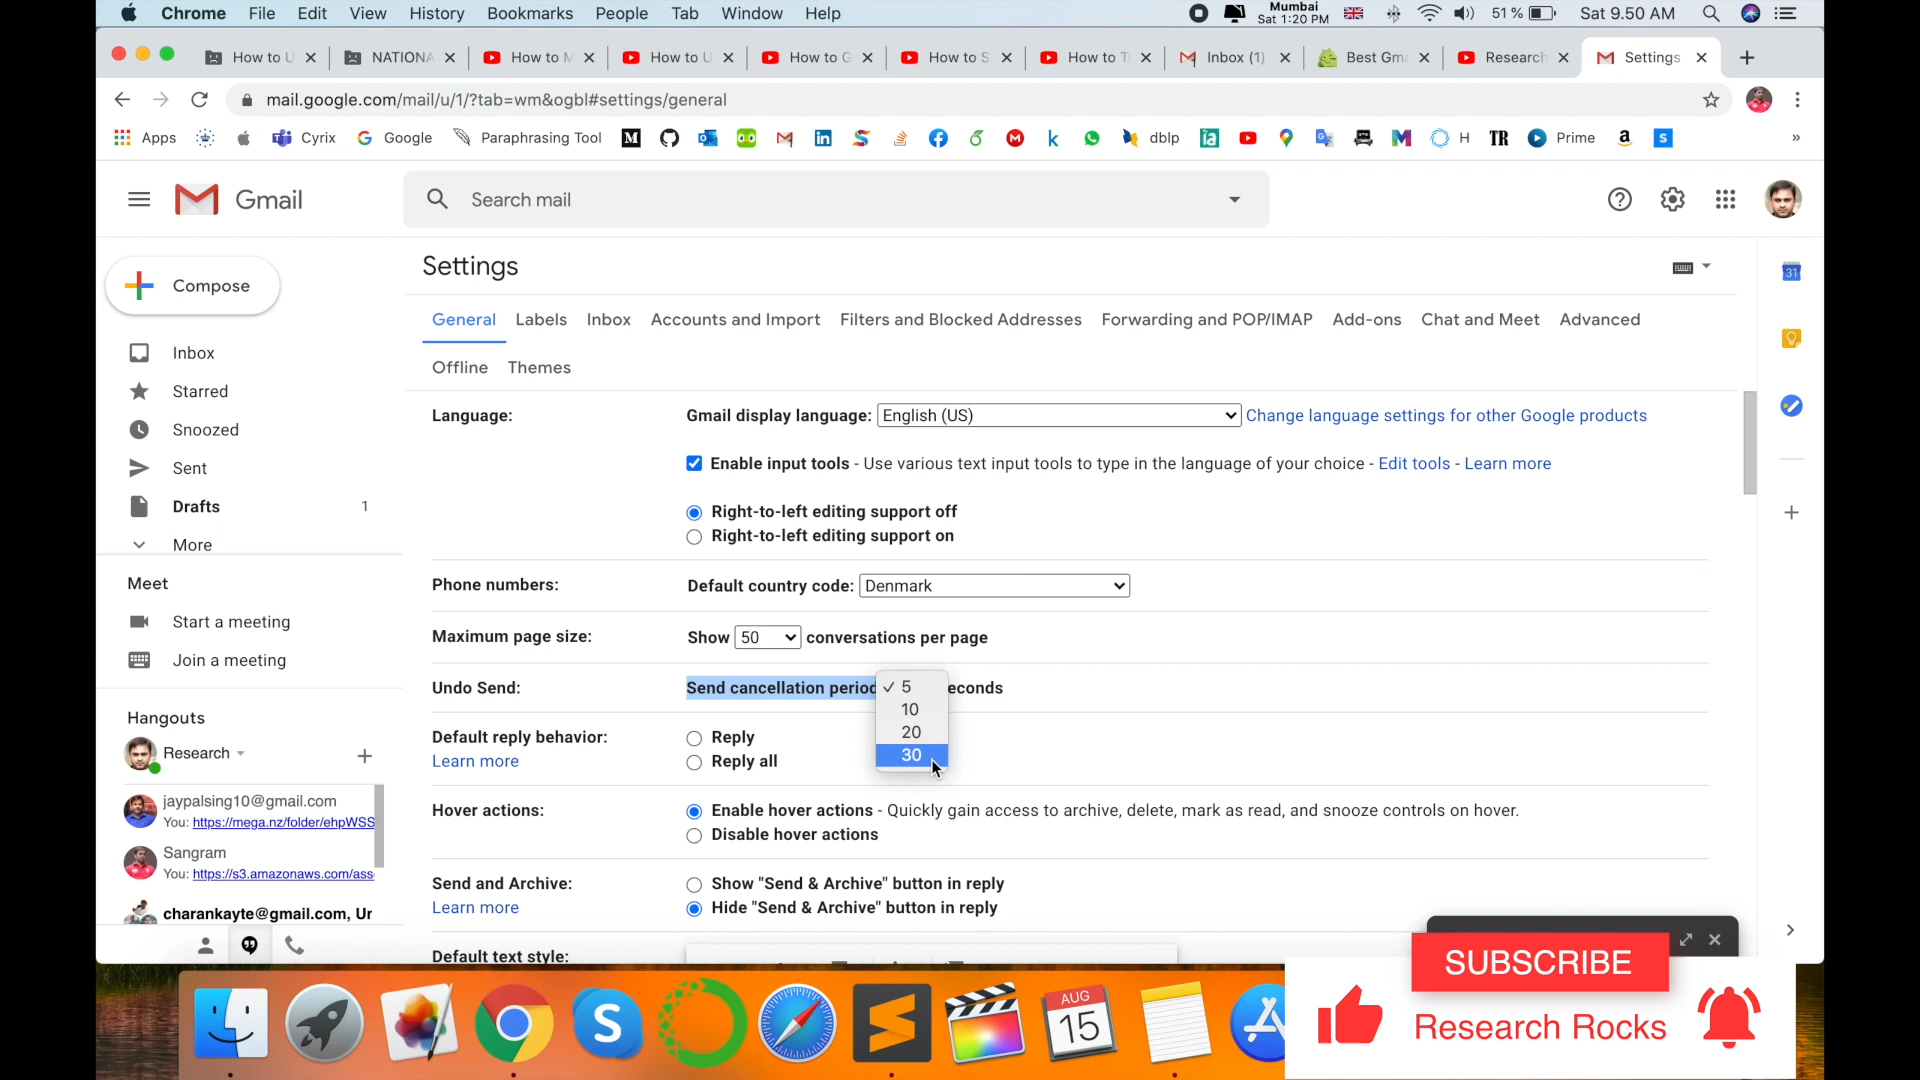 Chrome File Edit View History Bookmarks People Tab Window Help
Mumbai
Sat 1:20 PM
51 %
Sat 9.50 AM
How to U
NATIONA
How to M
How to U
How to G
How to S
How to T
Inbox (1)
Best Gm
Research
Settings
mail.google.com/mail/u/1/?tab=wm&ogbl#settings/general
Apps
Cyrix
Google
Paraphrasing Tool
dblp
H
TR
Prime
Gmail
Search mail
Compose
Inbox
Starred
Snoozed
Sent
Drafts 1
More
Meet
Start a meeting
Join a meeting
Hangouts
Research
jaypalsing10@gmail.com
You: https://mega.nz/folder/ehpWSS
Sangram
You: https://s3.amazonaws.com/ass
charankayte@gmail.com, Ur
Settings
General Labels Inbox Accounts and Import Filters and Blocked Addresses Forwarding and POP/IMAP Add-ons Chat and Meet Advanced
Offline Themes
Language:
Gmail display language: English (US) Change language settings for other Google products
Enable input tools - Use various text input tools to type in the language of your choice - Edit tools - Learn more
Right-to-left editing support off
Right-to-left editing support on
Phone numbers:
Default country code: Denmark
Maximum page size:
Show 50 conversations per page
Undo Send:
Send cancellation period
✓ 5
10
20
30
econds
Default reply behavior:
Learn more
Reply
Reply all
Hover actions:
Enable hover actions - Quickly gain access to archive, delete, mark as read, and snooze controls on hover.
Disable hover actions
Send and Archive:
Learn more
Show "Send & Archive" button in reply
Hide "Send & Archive" button in reply
Default text style:
31
S
AUG
15
SUBSCRIBE
Research Rocks